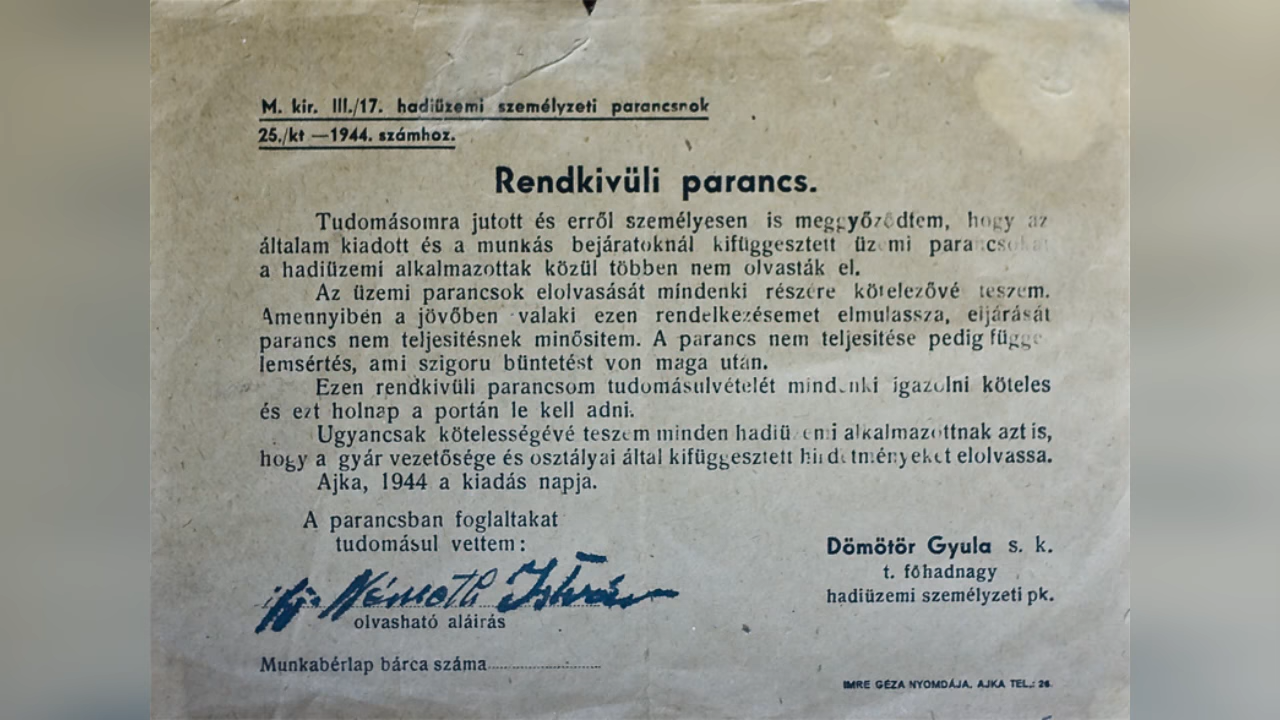 M. kir. III./17. hadiüzemi személyzeti parancsnok
25./kt —1944. számhoz.
Rendkivüli parancs.
Tudomásomra jutott és erről személyesen is meggyőződtem, hogy az
általam kiadott és a munkás bejáratoknál kifüggesztett üzemi parancsokat
a hadiüzemi alkalmazottak közül többen nem olvasták el.
Az üzemi parancsok elolvasását mindenki részére kötelezővé teszem.
Amennyiben a jövőben valaki ezen rendelkezésemet elmulassza, eljárását
parancs nem teljesitésnek minősitem. A parancs nem teljesitése pedig függe
lemsértés, ami szigoru büntetést von maga után.
Ezen rendkivüli parancsom tudomásulvételét mindenki igazolni köteles
és ezt holnap a portán le kell adni.
Ugyancsak kötelességévé teszem minden hadiüzemi alkalmazottnak azt is,
hogy a gyár vezetősége és osztályai által kifüggesztett hirdetményeket elolvassa.
Ajka, 1944 a kiadás napja.
A parancsban foglaltakat
tudomásul vettem:
ifj. Németh István
olvasható aláirás
Munkabérlap bárca száma
Dömötör Gyula s. k.
t. főhadnagy
hadiüzemi személyzeti pk.
IMRE GÉZA NYOMDÁJA, AJKA TEL.: 26.